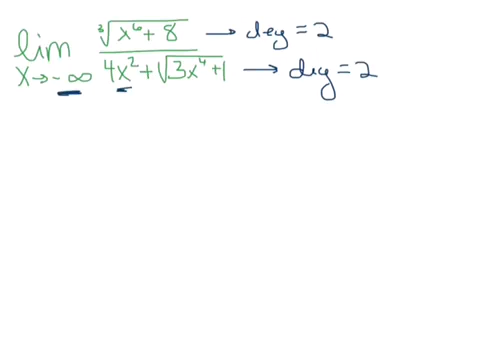 lim x→-∞ ∛(x⁶ + 8) / (4x² + √(3x⁴ + 1))
→ deg = 2
→ deg = 2